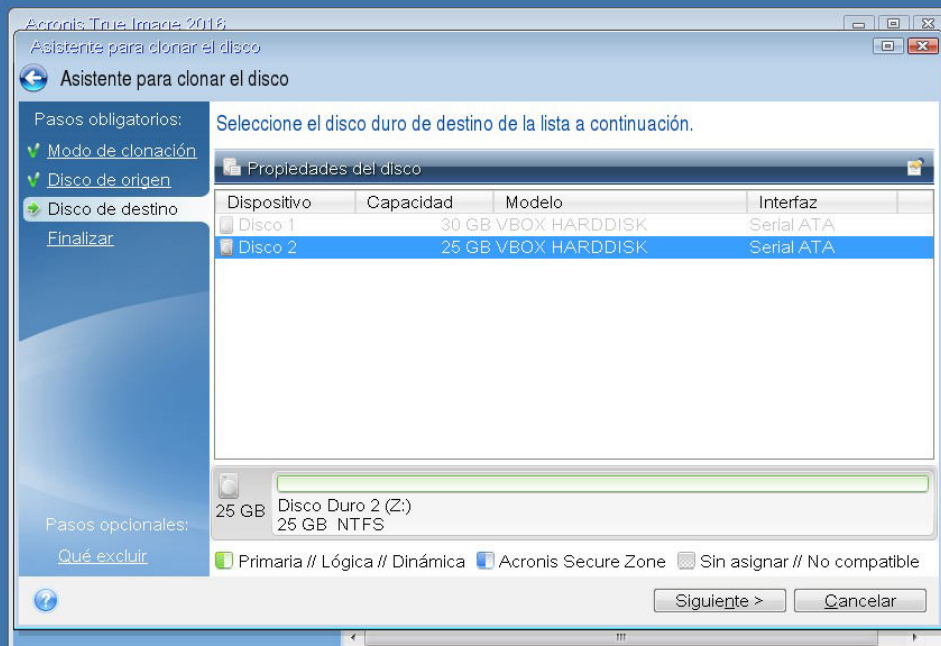 Acronis True Image 2016
Asistente para clonar el disco
Asistente para clonar el disco
Pasos obligatorios:
Modo de clonación
Disco de origen
Disco de destino
Finalizar
Seleccione el disco duro de destino de la lista a continuación.
Propiedades del disco
Dispositivo Capacidad Modelo Interfaz
Disco 1 30 GB VBOX HARDDISK Serial ATA
Disco 2 25 GB VBOX HARDDISK Serial ATA
25 GB
Disco Duro 2 (Z:)
25 GB NTFS
Pasos opcionales:
Qué excluir
Primaria // Lógica // Dinámica Acronis Secure Zone Sin asignar // No compatible
Siguiente > Cancelar